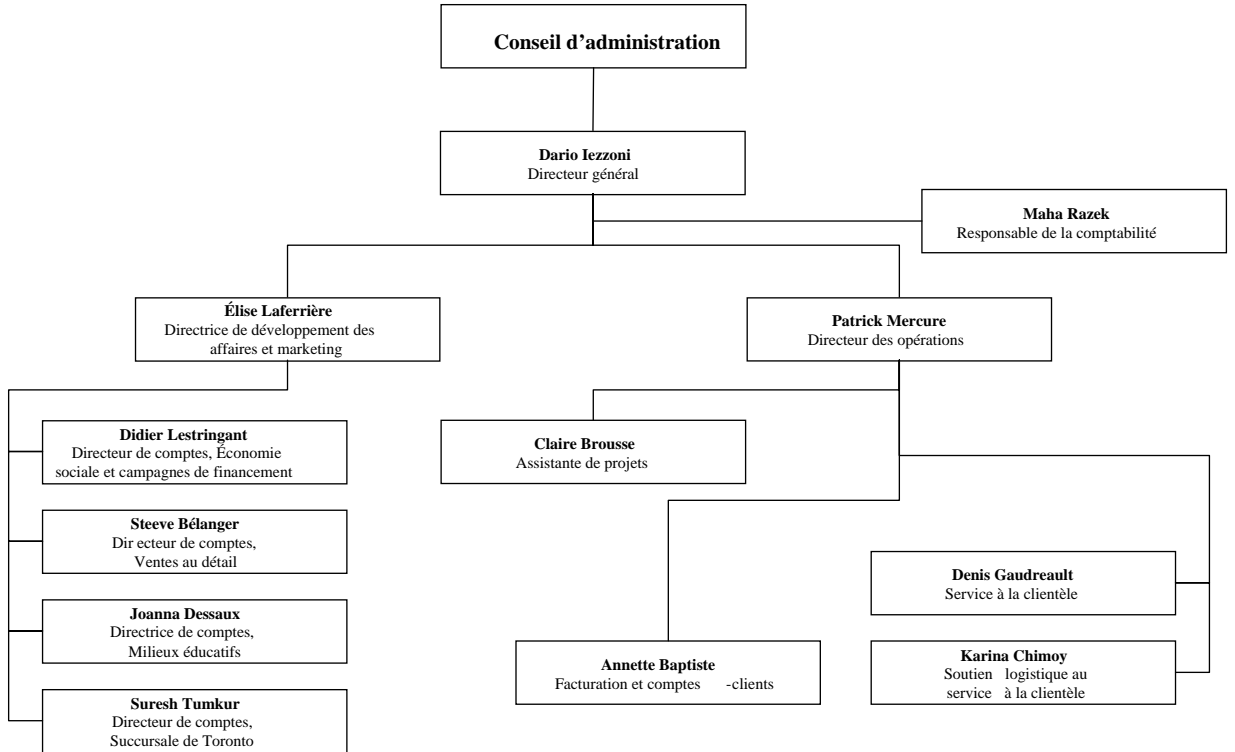 Conseil d'administration
Dario Iezzoni
Directeur général
Maha Razek
Responsable de la comptabilité
Élise Laferrière
Directrice de développement des
affaires et marketing
Patrick Mercure
Directeur des opérations
Didier Lestringant
Directeur de comptes, Économie
sociale et campagnes de financement
Steeve Bélanger
Dir ecteur de comptes,
Ventes au détail
Joanna Dessaux
Directrice de comptes,
Milieux éducatifs
Suresh Tumkur
Directeur de comptes,
Succursale de Toronto
Claire Brousse
Assistante de projets
Annette Baptiste
Facturation et comptes -clients
Denis Gaudreault
Service à la clientèle
Karina Chimoy
Soutien logistique au
service à la clientèle